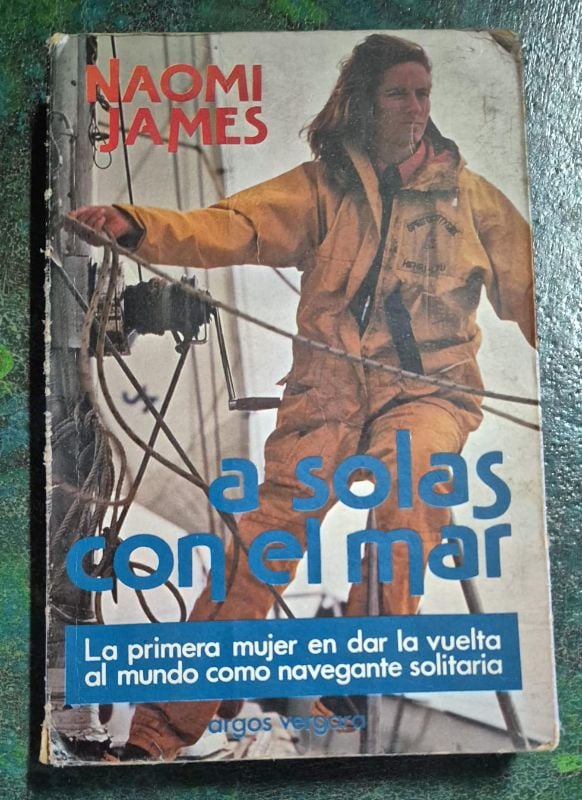 NAOMI
JAMES
a solas
con el mar
La primera mujer en dar la vuelta
al mundo como navegante solitaria
argos vergara